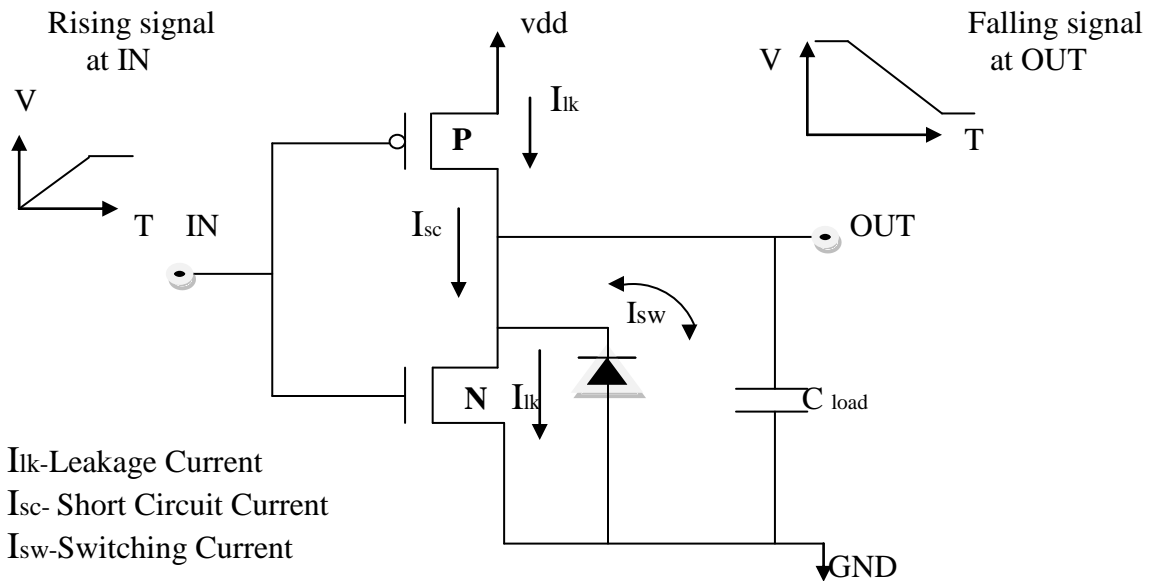 Rising signal
at IN
vdd
Falling signal
at OUT
V
V
Ilk
P
T
T
IN
Isc
OUT
Isw
N
Ilk
C load
Ilk-Leakage Current
Isc- Short Circuit Current
Isw-Switching Current
GND